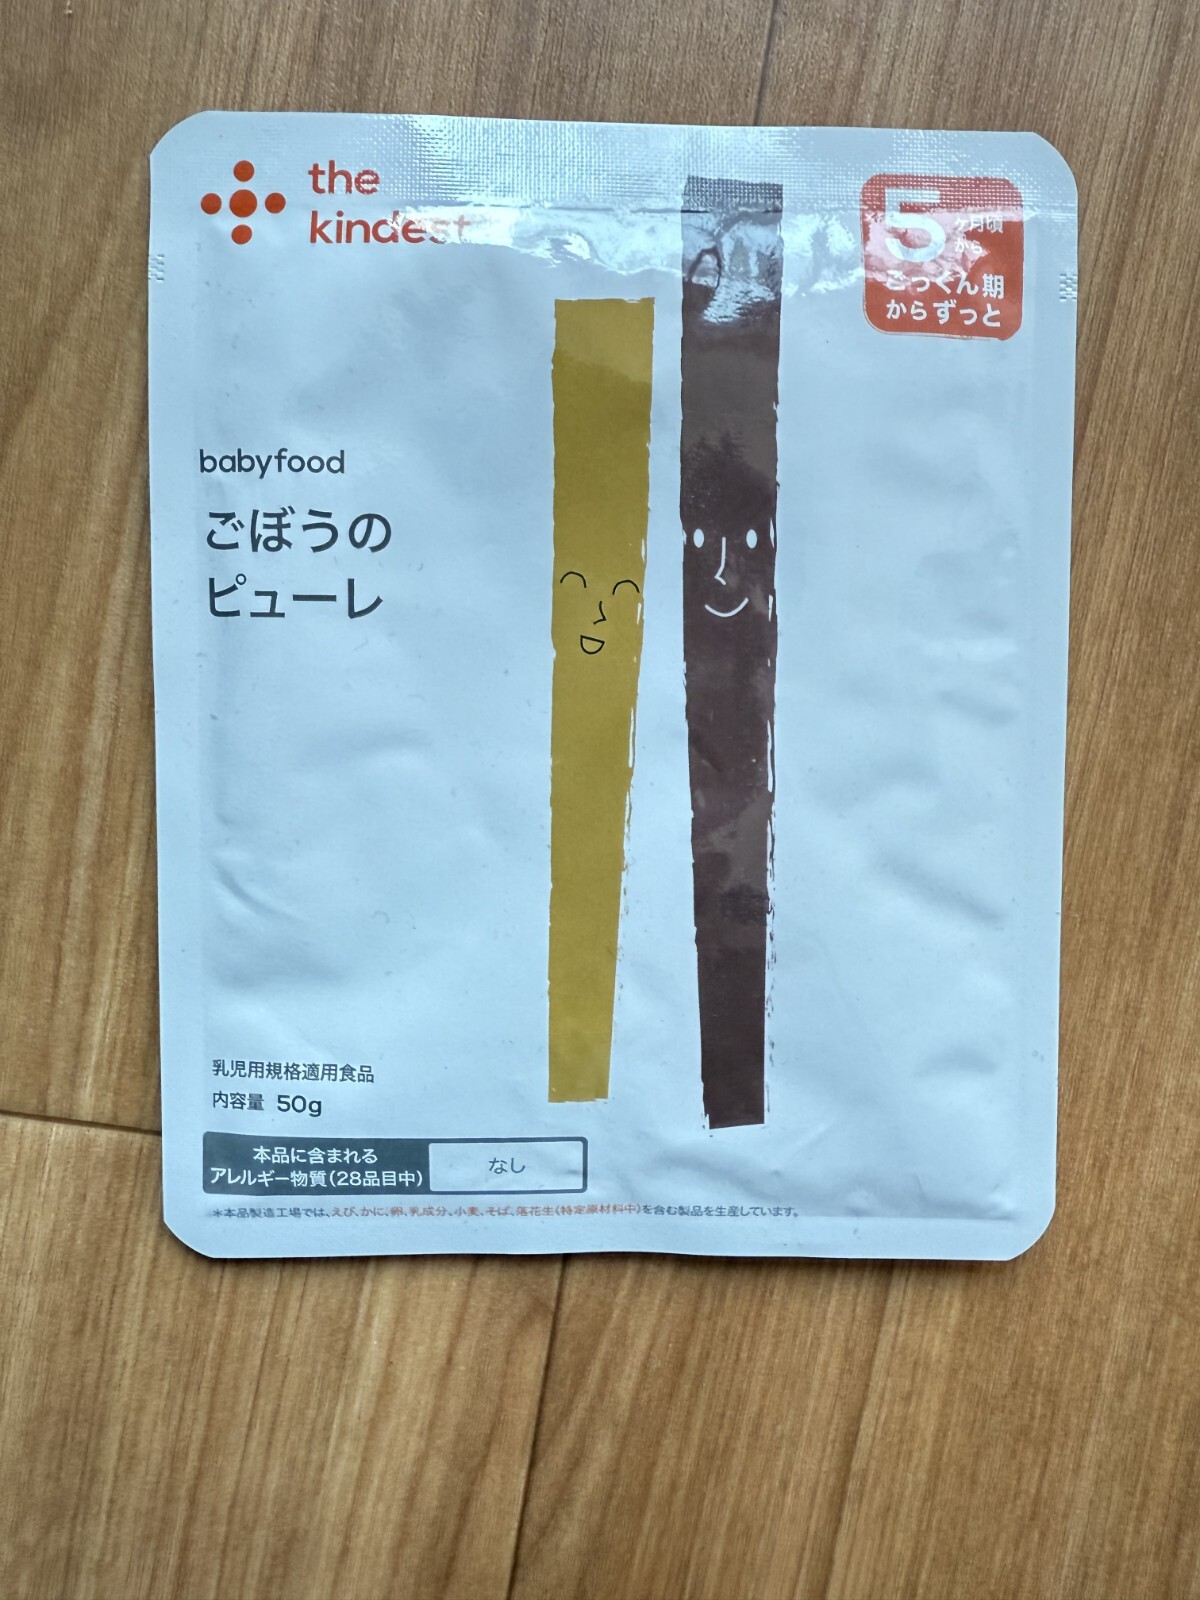 the
kindest
5ヶ月頃
から
ごっくん期
からずっと
babyfood
ごぼうの
ピューレ
乳児用規格適用食品
内容量 50g
本品に含まれる
アレルギー物質(28品目中)
なし
*本品製造工場では、えび、かに、卵、乳成分、小麦、そば、落花生(特定原材料中)を含む製品を生産しています。